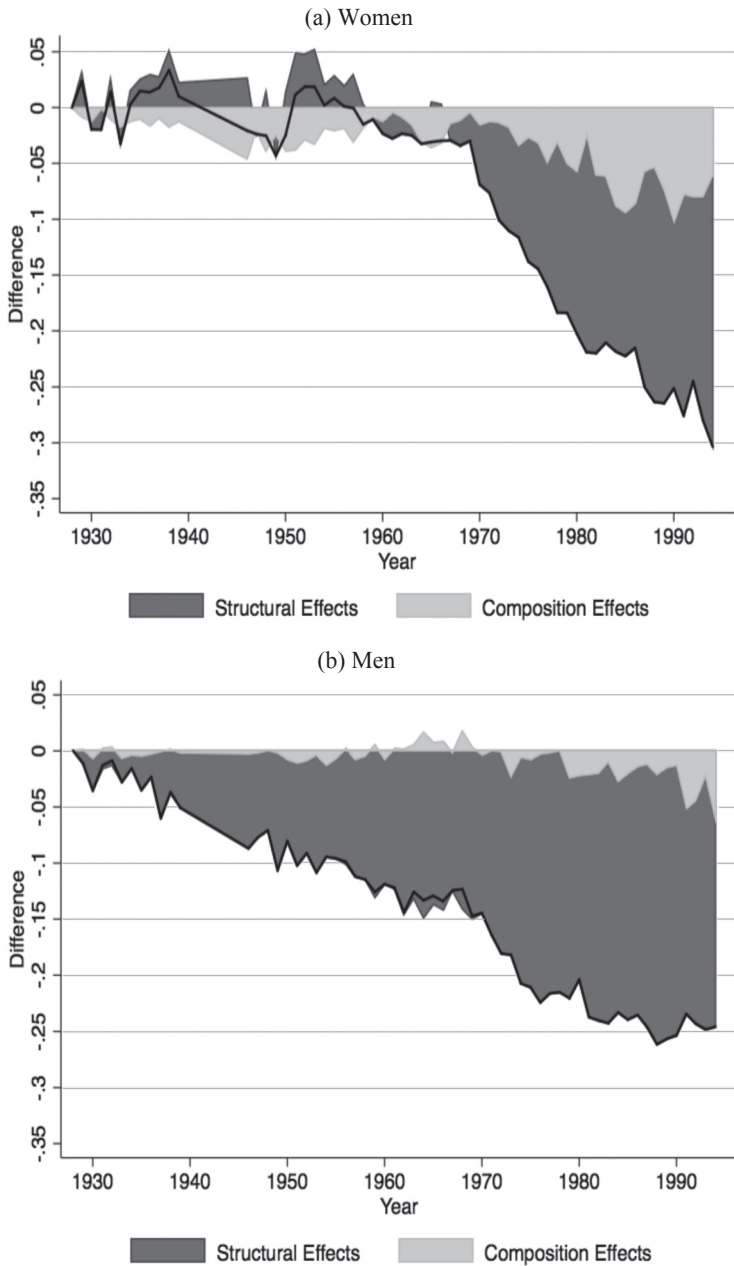 (a) Women
.05
0
-.05
-.1
-.15
-.2
-.25
-.3
-.35
Difference
1930 1940 1950 1960 1970 1980 1990
Year
Structural Effects Composition Effects
(b) Men
.05
0
-.05
-.1
-.15
-.2
-.25
-.3
-.35
Difference
1930 1940 1950 1960 1970 1980 1990
Year
Structural Effects Composition Effects